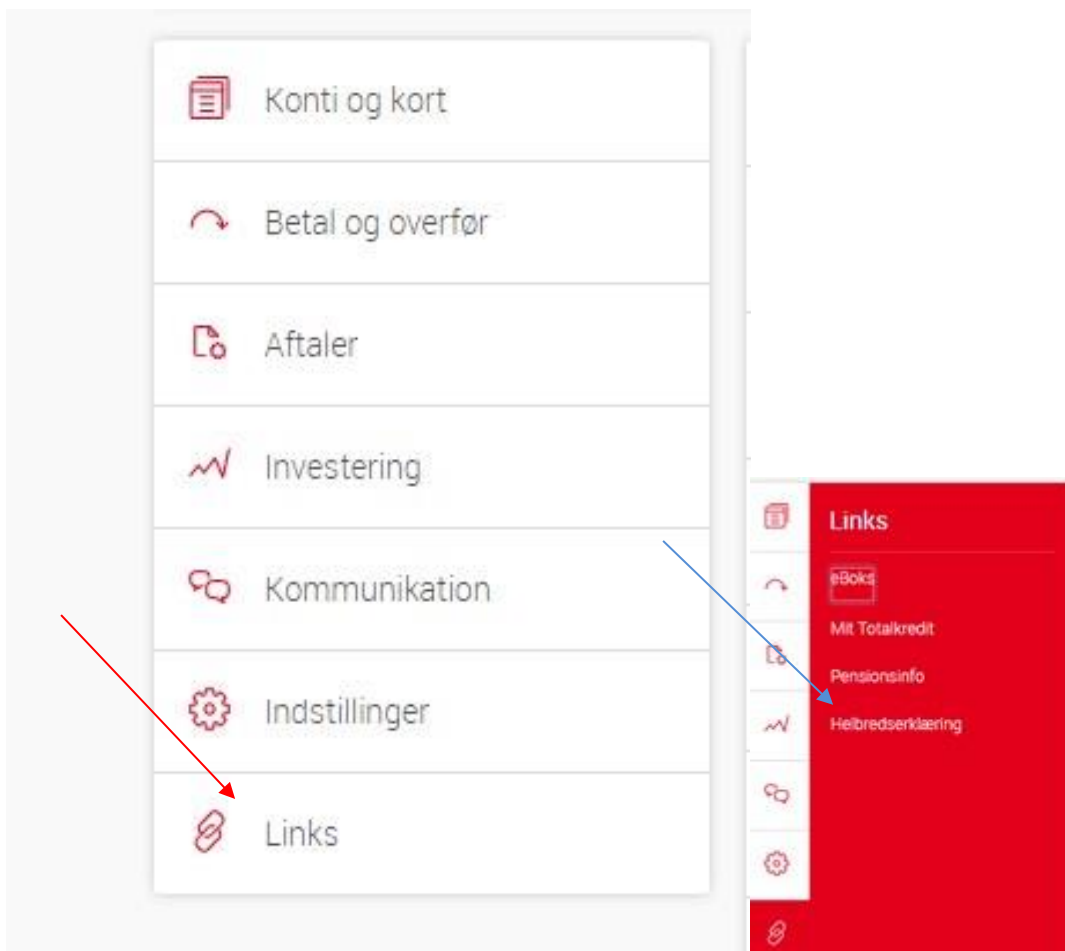 Konti og kort
Betal og overfør
Aftaler
Investering
Kommunikation
Indstillinger
Links
Links
eBoks
Mit Totalkredit
Pensionsinfo
Helbredserklæring